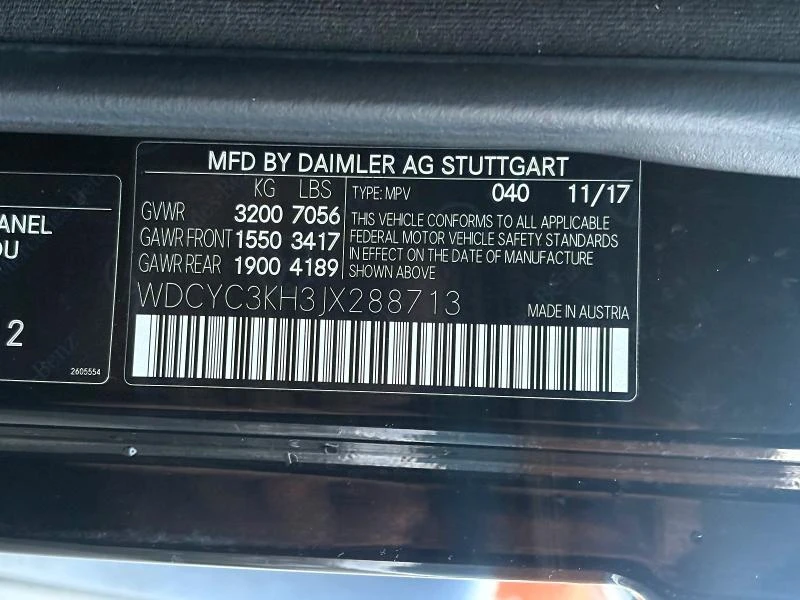 MFD BY DAIMLER AG STUTTGART
KG LBS
GVWR 3200 7056
GAWR FRONT 1550 3417
GAWR REAR 1900 4189
TYPE: MPV 040 11/17
THIS VEHICLE CONFORMS TO ALL APPLICABLE
FEDERAL MOTOR VEHICLE SAFETY STANDARDS
IN EFFECT ON THE DATE OF MANUFACTURE
SHOWN ABOVE
WDCYC3KH3JX288713
MADE IN AUSTRIA
ANEL
OU
2
2605554